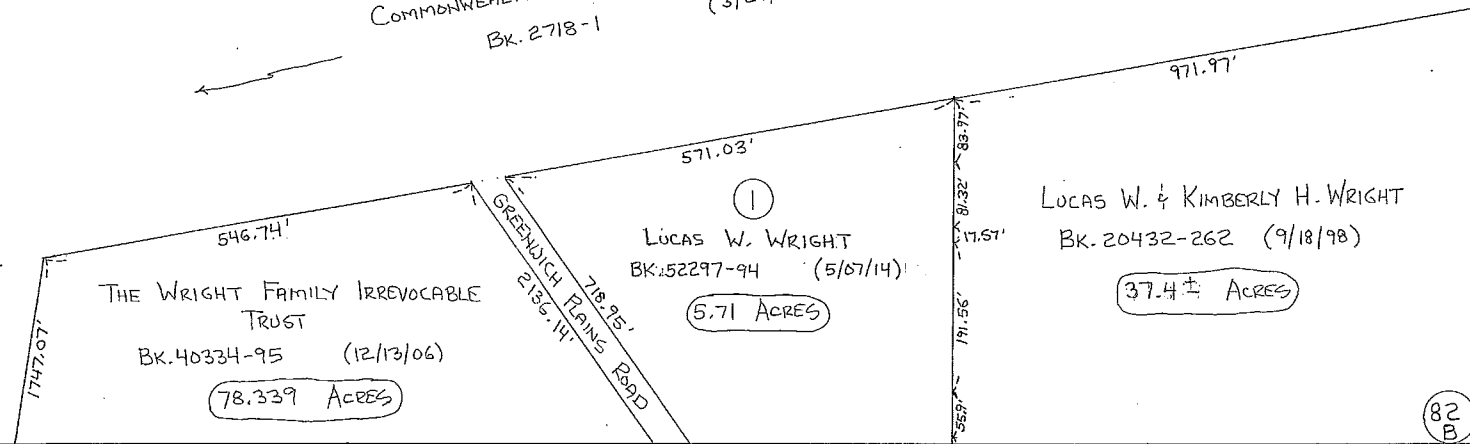 BK. 2718-1
971.97'
571.03'
546.74'
83.97'
81.32'
17.57'
191.56'
55.9'
1
LUCAS W. WRIGHT
BK. 52297-94 (5/07/14)
5.71 ACRES
LUCAS W. & KIMBERLY H. WRIGHT
BK. 20432-262 (9/18/98)
37.4± ACRES
GREENWICH PLAINS ROAD
718.95'
2136.14'
THE WRIGHT FAMILY IRREVOCABLE
TRUST
BK. 40334-95 (12/13/06)
78.339 ACRES
1747.07'
82
B